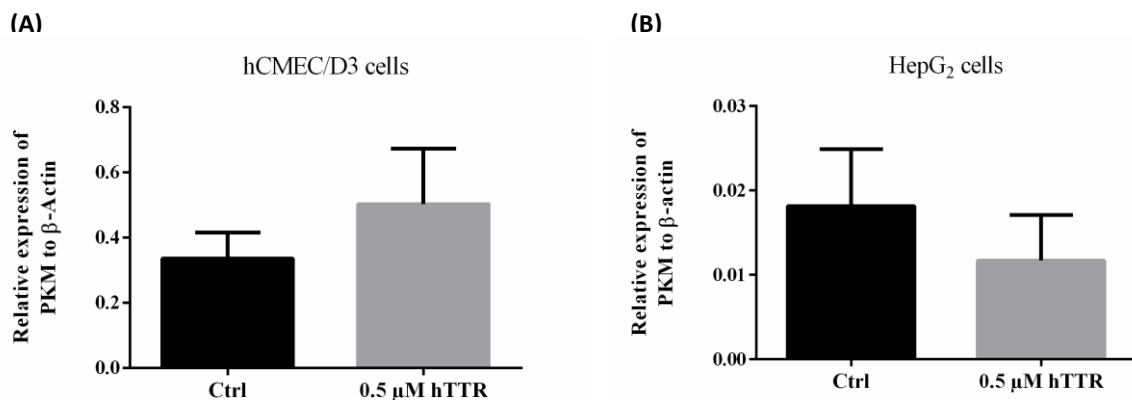 (A)
hCMEC/D3 cells
Relative expression of
PKM to β-Actin
0.8
0.6
0.4
0.2
0.0
Ctrl
0.5 µM hTTR
(B)
HepG₂ cells
Relative expression of
PKM to β-actin
0.03
0.02
0.01
0.00
Ctrl
0.5 µM hTTR